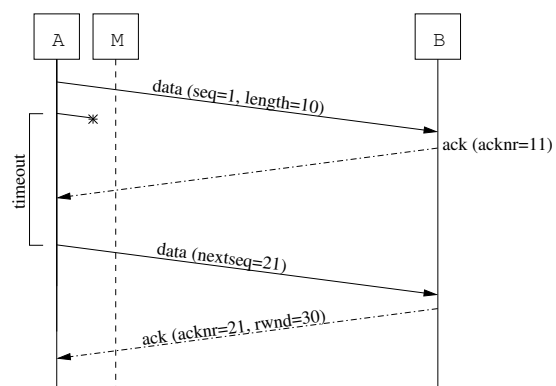 A
M
B
data (seq=1, length=10)
ack (acknr=11)
timeout
data (nextseq=21)
ack (acknr=21, rwnd=30)